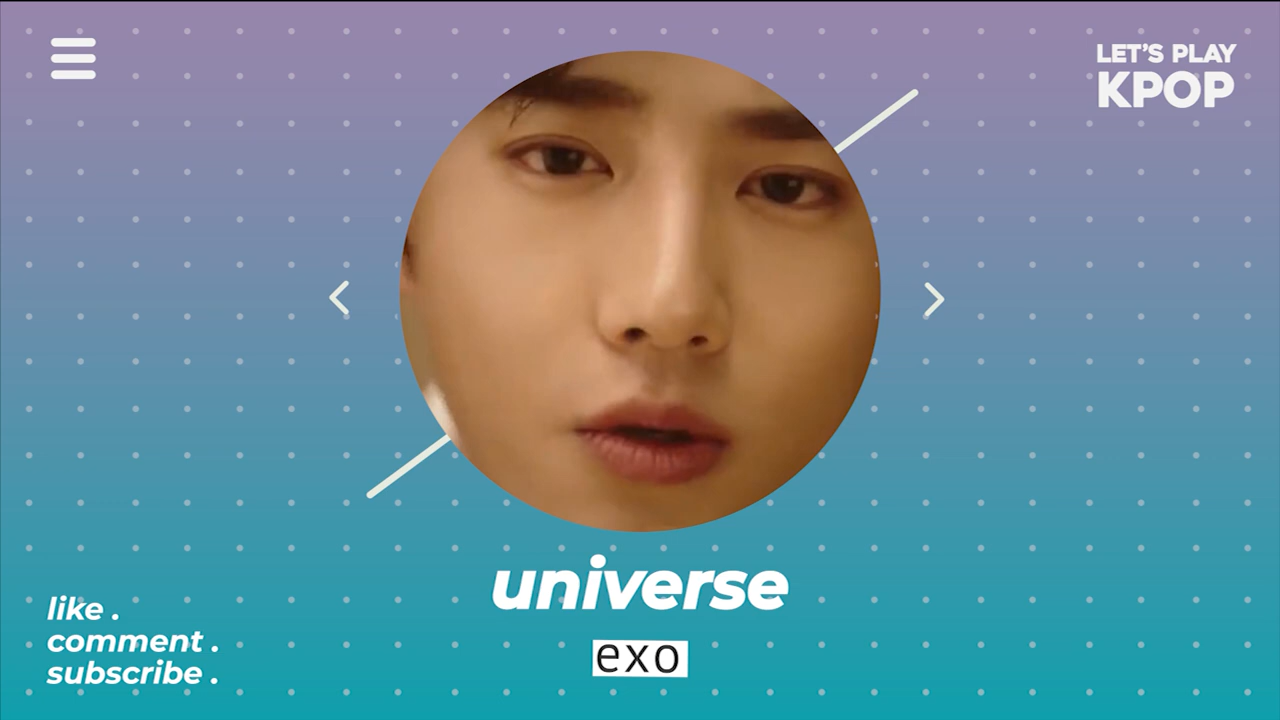 LET'S PLAY
KPOP
universe
exo
like .
comment .
subscribe .